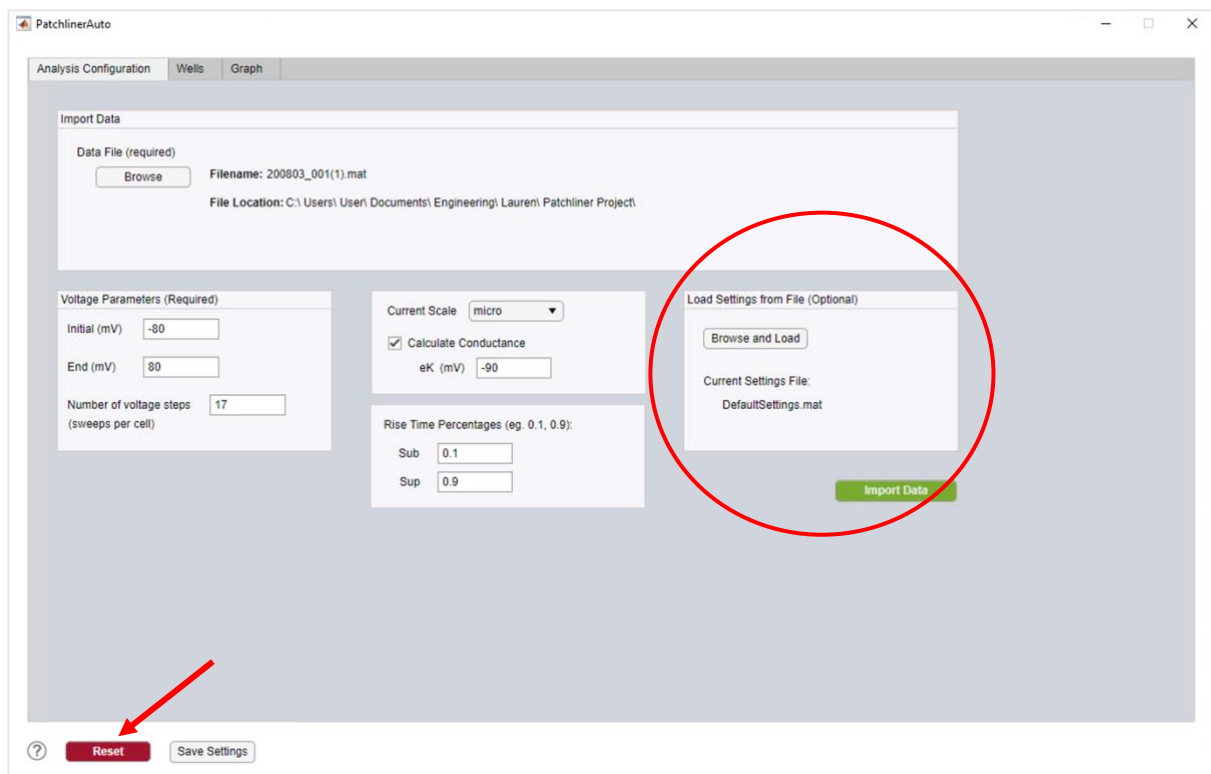 PatchlinerAuto
Analysis Configuration Wells Graph
Import Data
Data File (required)
Browse
Filename: 200803_001(1).mat
File Location: C:\ Users\ User\ Documents\ Engineering\ Lauren\ Patchliner Project\
Voltage Parameters (Required)
Initial (mV) -80
End (mV) 80
Number of voltage steps 17
(sweeps per cell)
Current Scale micro
Calculate Conductance
eK (mV) -90
Rise Time Percentages (eg. 0.1, 0.9):
Sub 0.1
Sup 0.9
Load Settings from File (Optional)
Browse and Load
Current Settings File:
DefaultSettings.mat
Import Data
? Reset Save Settings